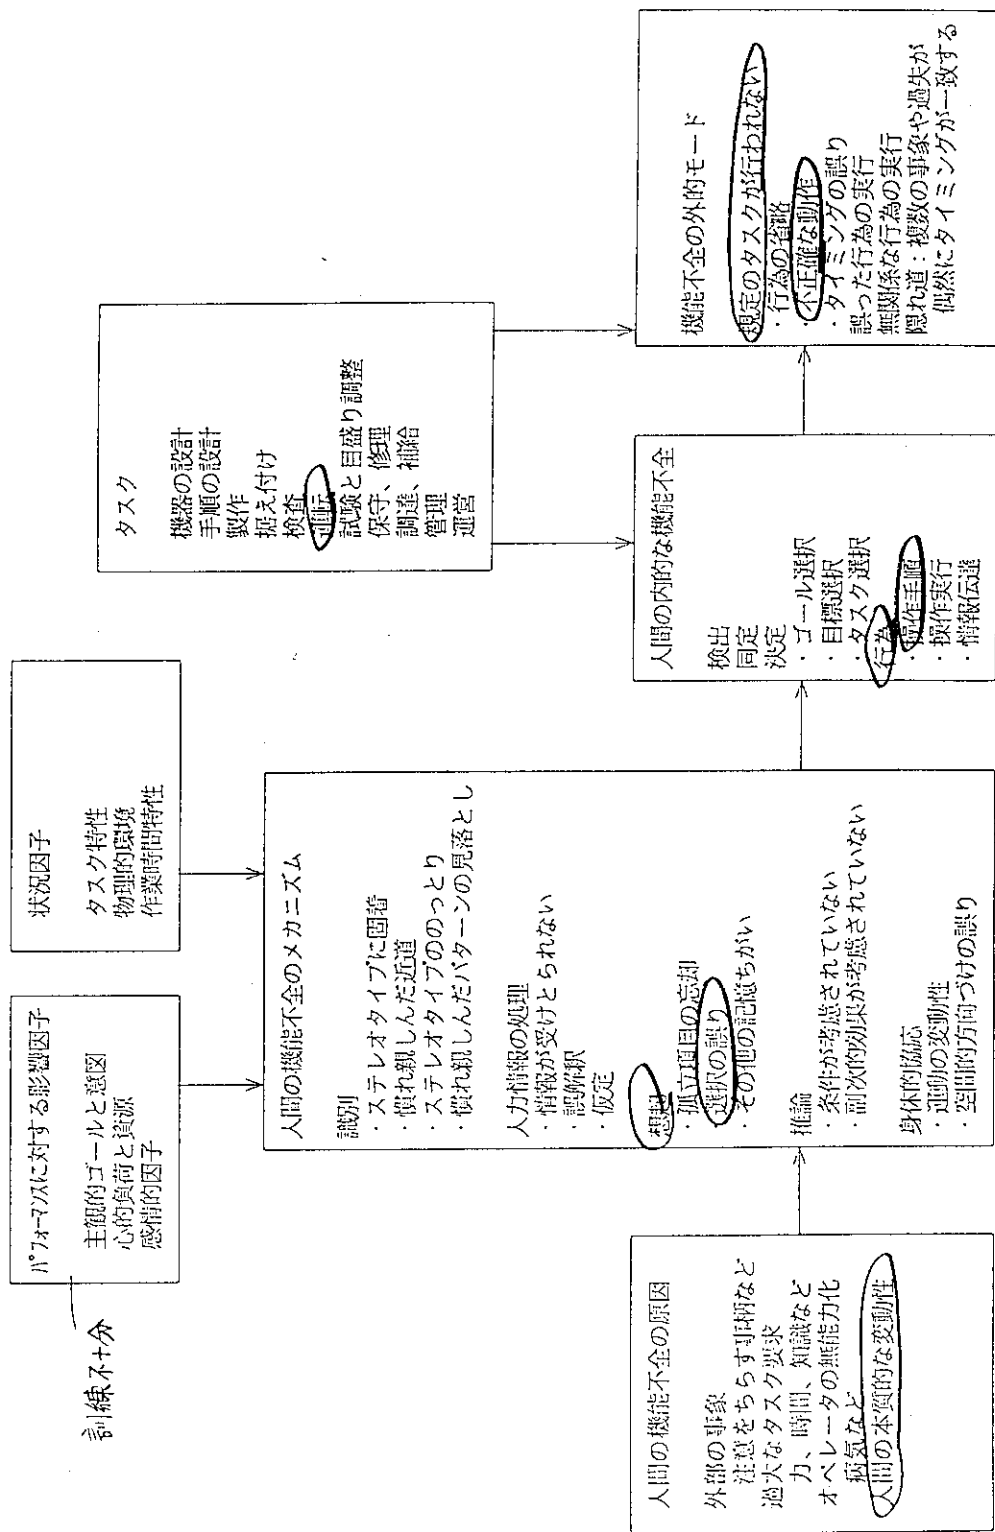 訓練不十分
パフォーマンスに対する影響因子
主観的ゴールと意図
心的負荷と資源
感情的因子
状況因子
タスク特性
物理的環境
作業時間特性
タスク
機器の設計
手順の設計
製作
据え付け
検査
運転
試験と目盛り調整
保守、修理
調達、補給
管理
運営
人間の機能不全の原因
外部の事象
注意をちらす事柄など
過大なタスク要求
力、時間、知識など
オペレータの無能力化
病気など
人間の本質的な変動性
人間の機能不全のメカニズム
識別
・ステレオタイプに固着
・慣れ親しんだ近道
・ステレオタイプののっとり
・慣れ親しんだパターンの見落とし
入力情報の処理
・情報が受けとられない
・誤解釈
・仮定
想起
・孤立項目の忘却
・選択の誤り
・その他の記憶ちがい
推論
・条件が考慮されていない
・副次的効果が考慮されていない
身体的協応
・運動の変動性
・空間的方向づけの誤り
人間の内的な機能不全
検出
同定
決定
・ゴール選択
・目標選択
・タスク選択
行為
・操作手順
・操作実行
・情報伝達
機能不全の外的モード
規定のタスクが行われない
・行為の省略
・不正確な動作
・タイミングの誤り
誤った行為の実行
無関係な行為の実行
隠れ道：複数の事象や過失が
偶然にタイミングが一致する